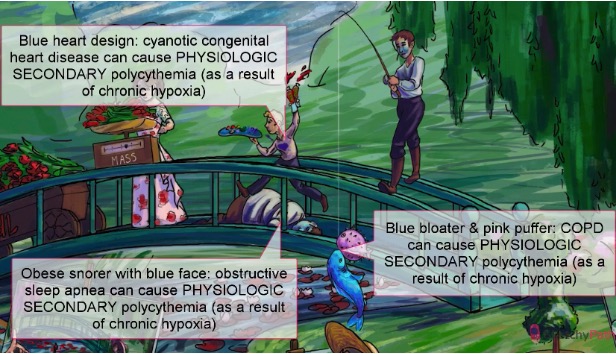 Blue heart design: cyanotic congenital
heart disease can cause PHYSIOLOGIC
SECONDARY polycythemia (as a result
of chronic hypoxia)
MASS
Blue bloater & pink puffer: COPD
can cause PHYSIOLOGIC
SECONDARY polycythemia (as a
result of chronic hypoxia)
Obese snorer with blue face: obstructive
sleep apnea can cause PHYSIOLOGIC
SECONDARY polycythemia (as a result
of chronic hypoxia)